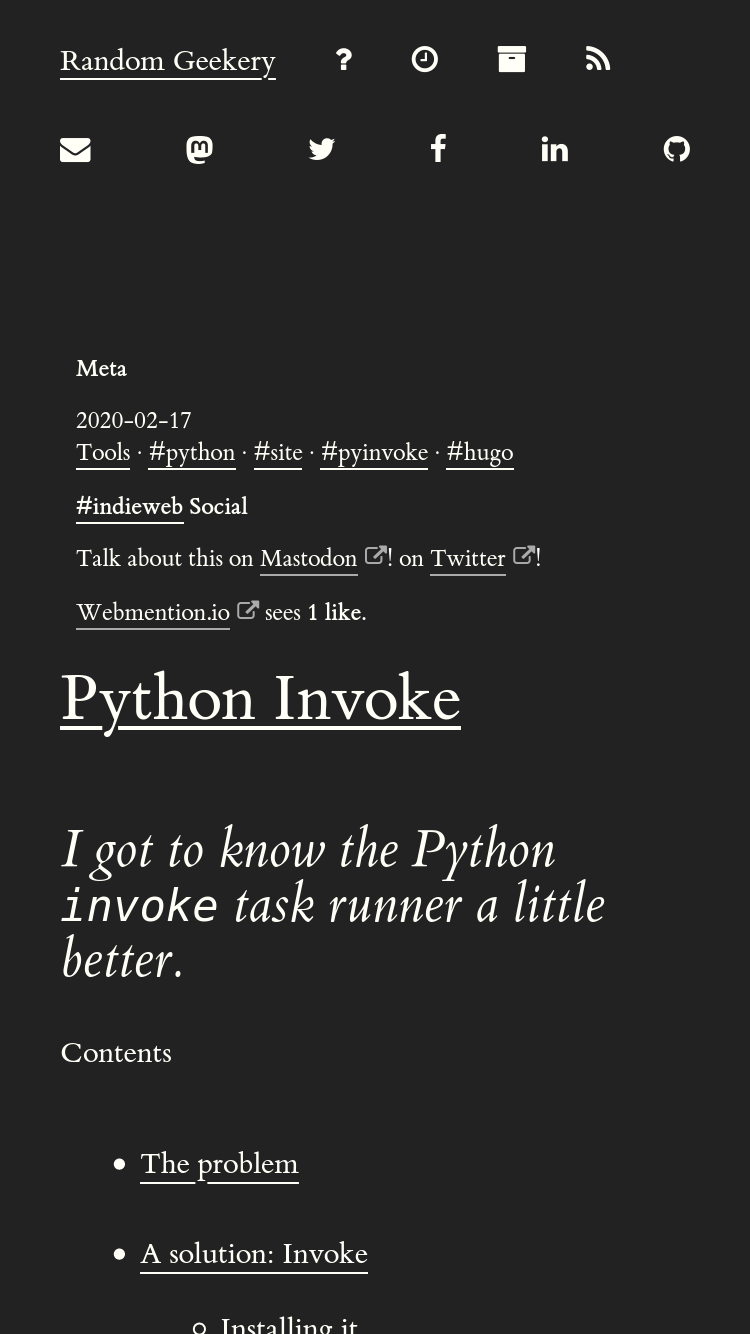 Random Geekery ?
Meta
2020-02-17
Tools · #python · #site · #pyinvoke · #hugo
#indieweb Social
Talk about this on Mastodon ! on Twitter !
Webmention.io sees 1 like.
Python Invoke
I got to know the Python
invoke task runner a little
better.
Contents
• The problem
• A solution: Invoke
○ Installing it